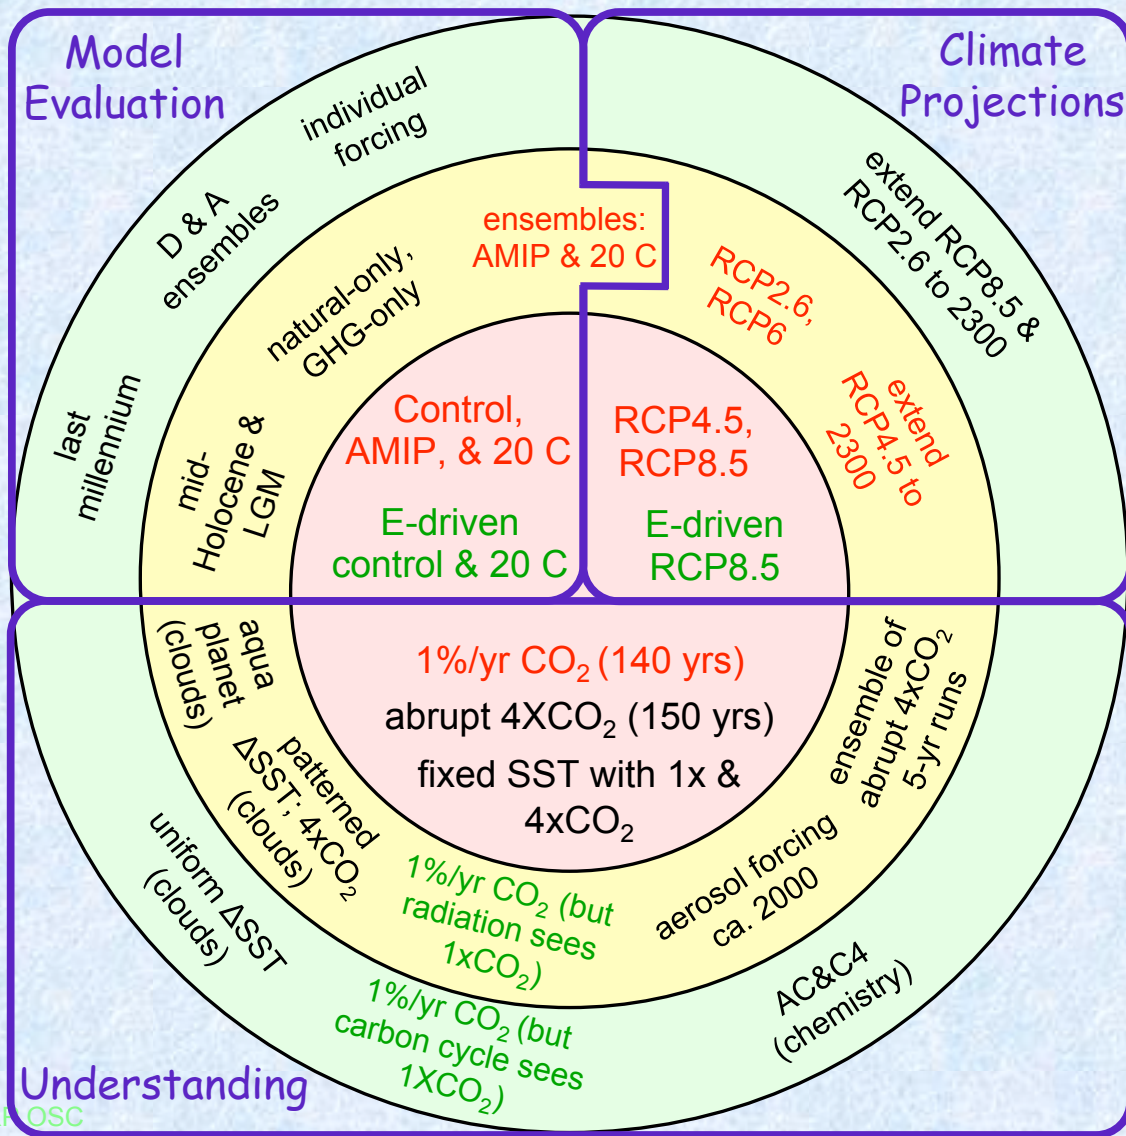 Model
Evaluation
Climate
Projections
individual
forcing
D & A
ensembles
last
millennium
extend RCP8.5 &
RCP2.6 to 2300
ensembles:
AMIP & 20 C
natural-only,
GHG-only
mid-
Holocene &
LGM
RCP2.6,
RCP6
extend
RCP4.5 to
2300
Control,
AMIP, & 20 C
E-driven
control & 20 C
RCP4.5,
RCP8.5
E-driven
RCP8.5
1%/yr CO₂ (140 yrs)
abrupt 4XCO₂ (150 yrs)
fixed SST with 1x &
4xCO₂
aqua
planet
(clouds)
patterned
ΔSST; 4xCO₂
(clouds)
1%/yr CO₂ (but
radiation sees
1xCO₂)
aerosol forcing
ca. 2000
ensemble of
abrupt 4xCO₂
5-yr runs
uniform ΔSST
(clouds)
1%/yr CO₂ (but
carbon cycle sees
1XCO₂)
AC&C4
(chemistry)
Understanding
OSC